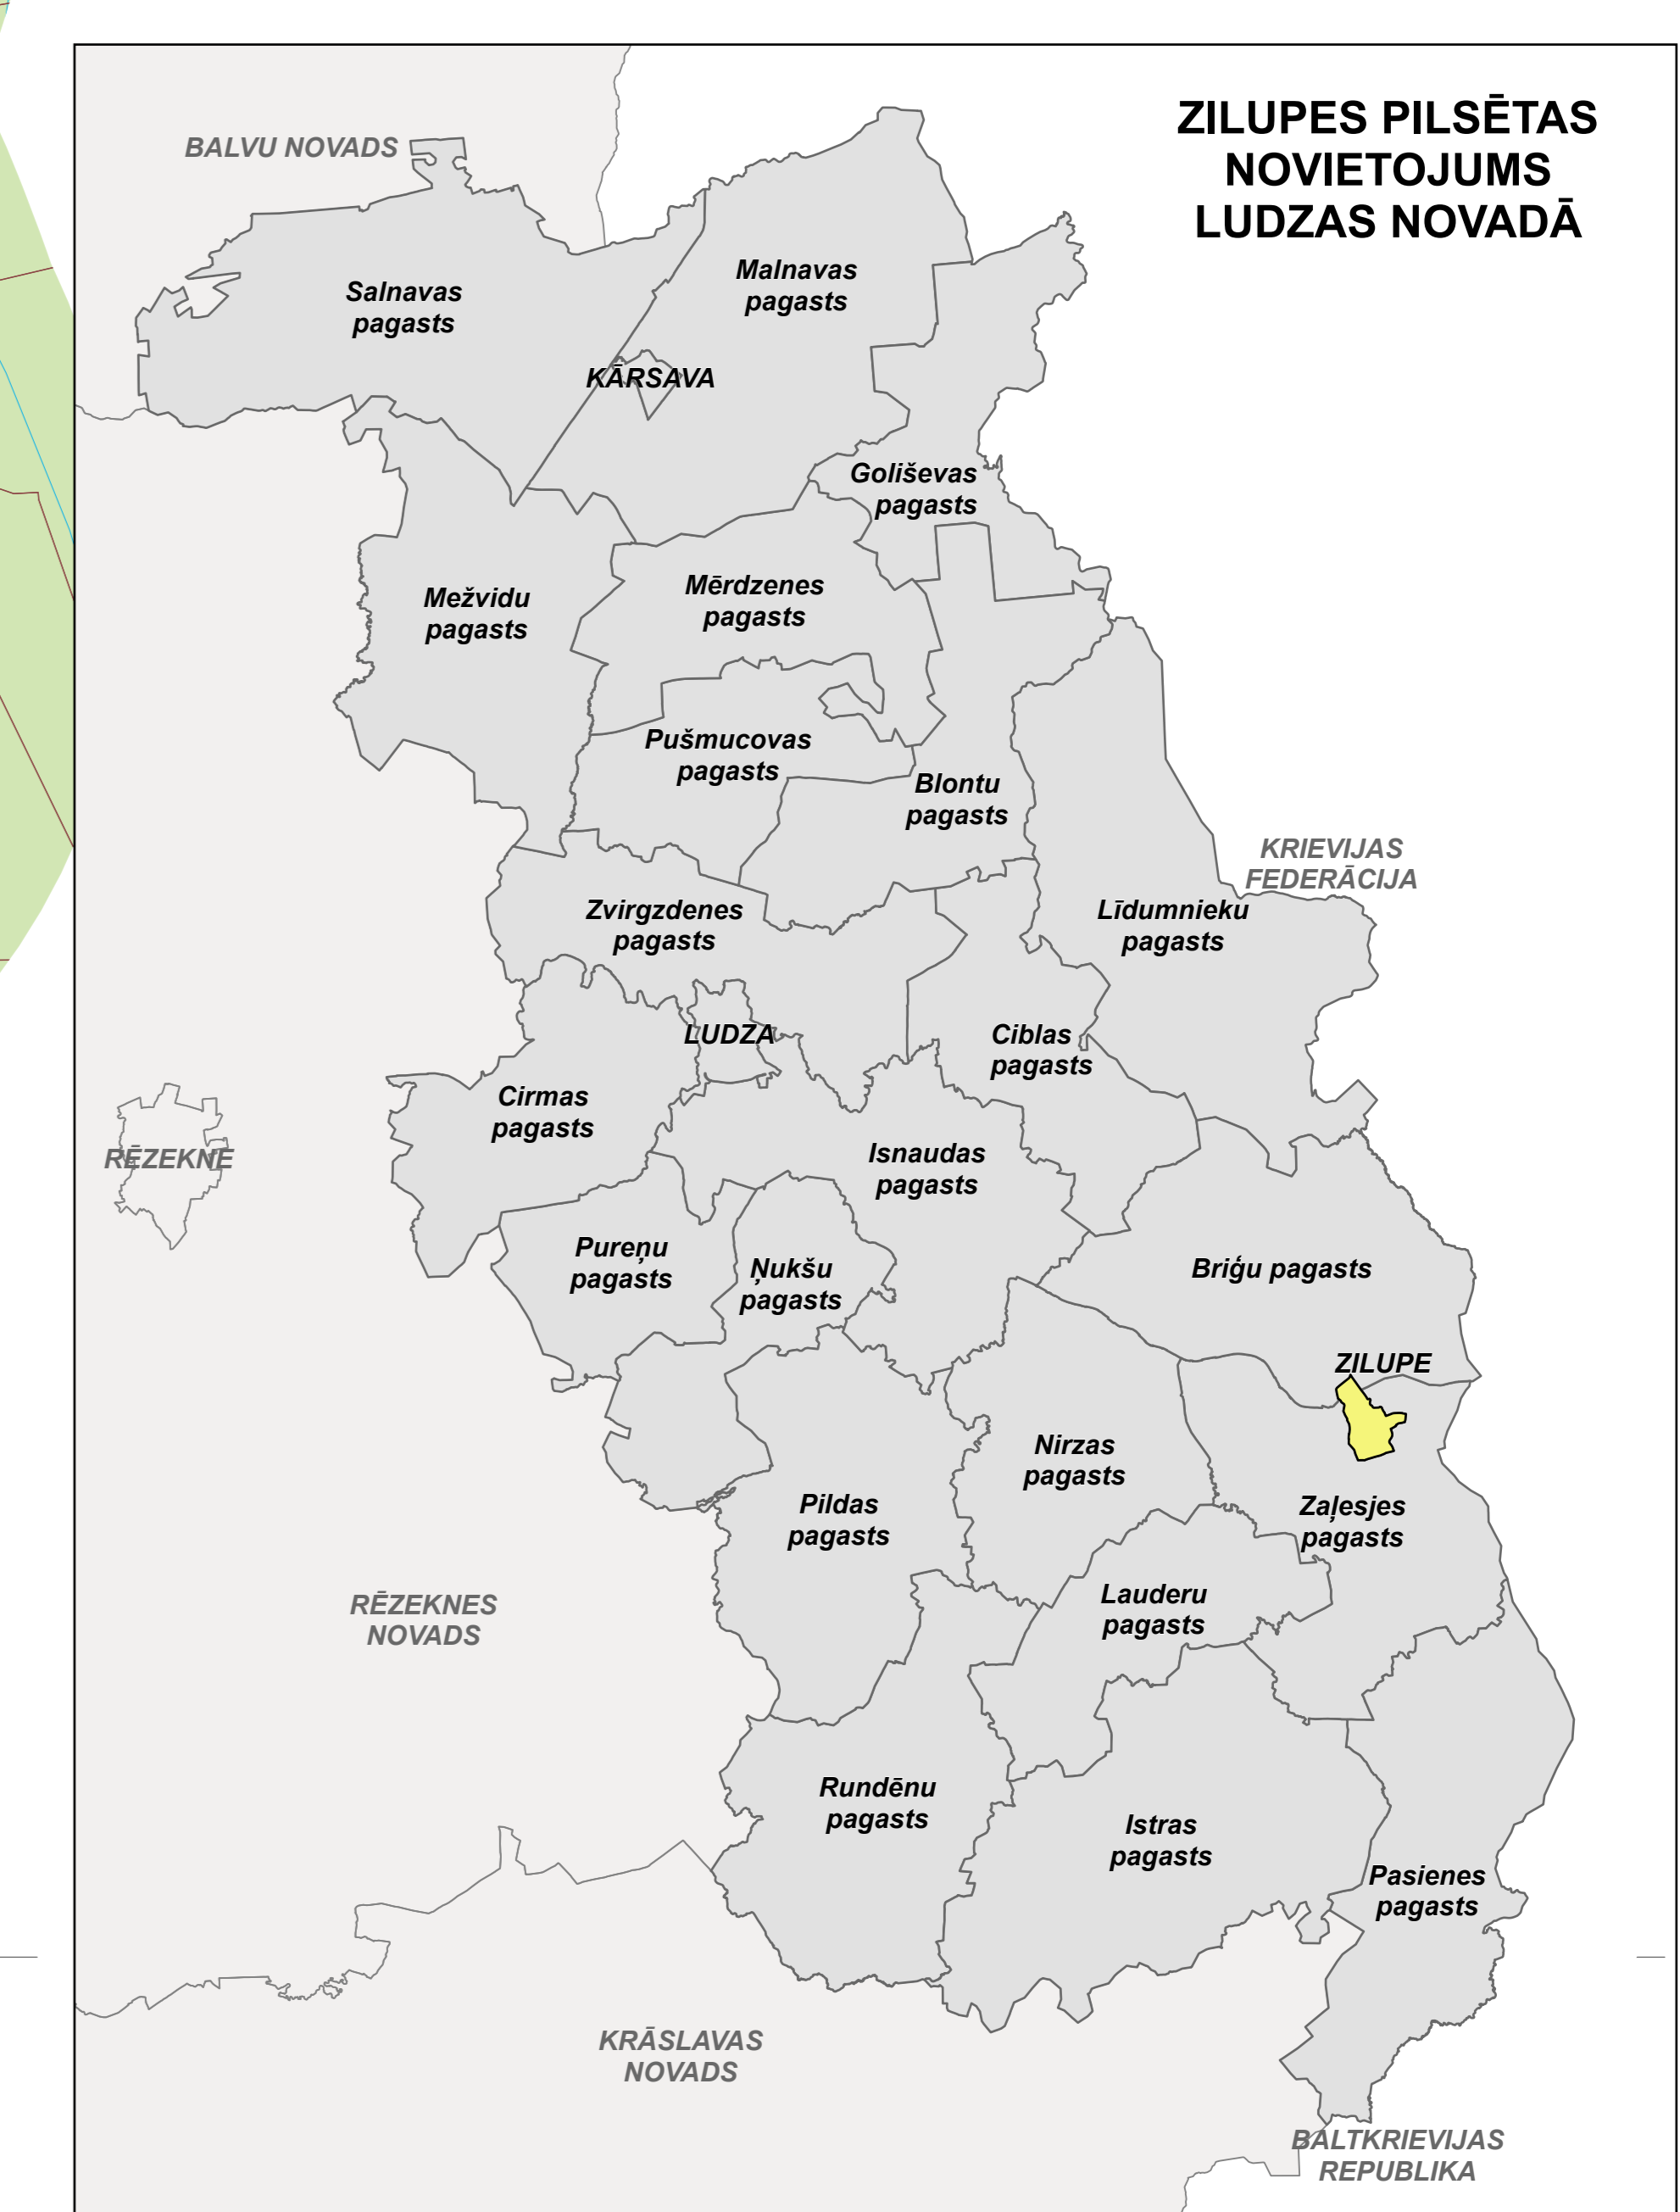 ZILUPES PILSĒTAS
NOVIETOJUMS
LUDZAS NOVADĀ
BALVU NOVADS
Malnavas
pagasts
Salnavas
pagasts
KĀRSAVA
Goliševas
pagasts
Mērdzenes
pagasts
Mežvidu
pagasts
Pušmucovas
pagasts
Blontu
pagasts
KRIEVIJAS
FEDERĀCIJA
Zvirgzdenes
pagasts
Līdumnieku
pagasts
LUDZA
Ciblas
pagasts
Cirmas
pagasts
RĒZEKNE
Isnaudas
pagasts
Pureņu
pagasts
Ņukšu
pagasts
Briģu pagasts
ZILUPE
Nirzas
pagasts
Pildas
pagasts
Zaļesjes
pagasts
Lauderu
pagasts
RĒZEKNES
NOVADS
Rundēnu
pagasts
Istras
pagasts
Pasienes
pagasts
KRĀSLAVAS
NOVADS
BALTKRIEVIJAS
REPUBLIKA